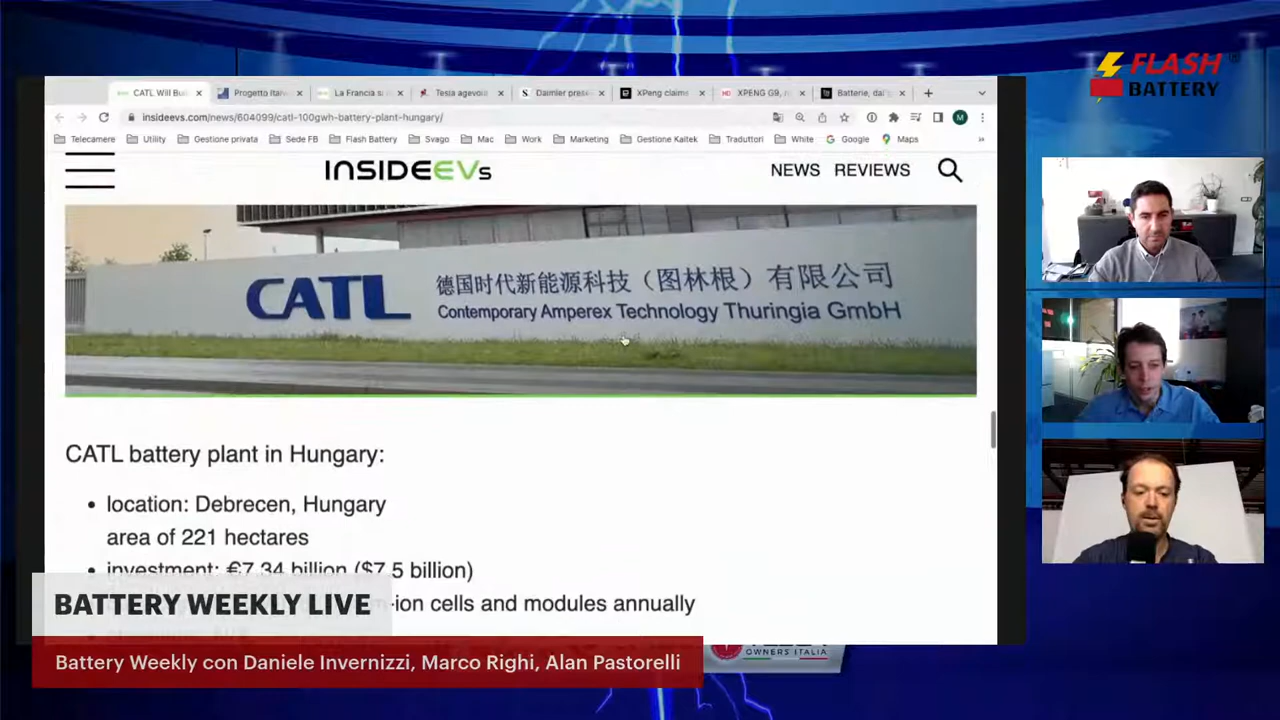 FLASH
BATTERY
CATL Will Bu
Progetto Itali
La Francia si
Tesla agevol
Daimler prese
XPeng claims
XPENG G9,
Batterie, dal
insideevs.com/news/604099/catl-100gwh-battery-plant-hungary/
M
Telecamere
Utility
Gestione privata
Sede FB
Flash Battery
Svago
Mac
Work
Marketing
Gestione Kaitek
Traduttori
White
Google
Maps
INSIDEEVs
NEWS REVIEWS
CATL
德国时代新能源科技（图林根）有限公司
Contemporary Amperex Technology Thuringia GmbH
CATL battery plant in Hungary:
• location: Debrecen, Hungary
area of 221 hectares
• investment: €7.34 billion ($7.5 billion)
-ion cells and modules annually
BATTERY WEEKLY LIVE
Battery Weekly con Daniele Invernizzi, Marco Righi, Alan Pastorelli
OWNERS ITALIA